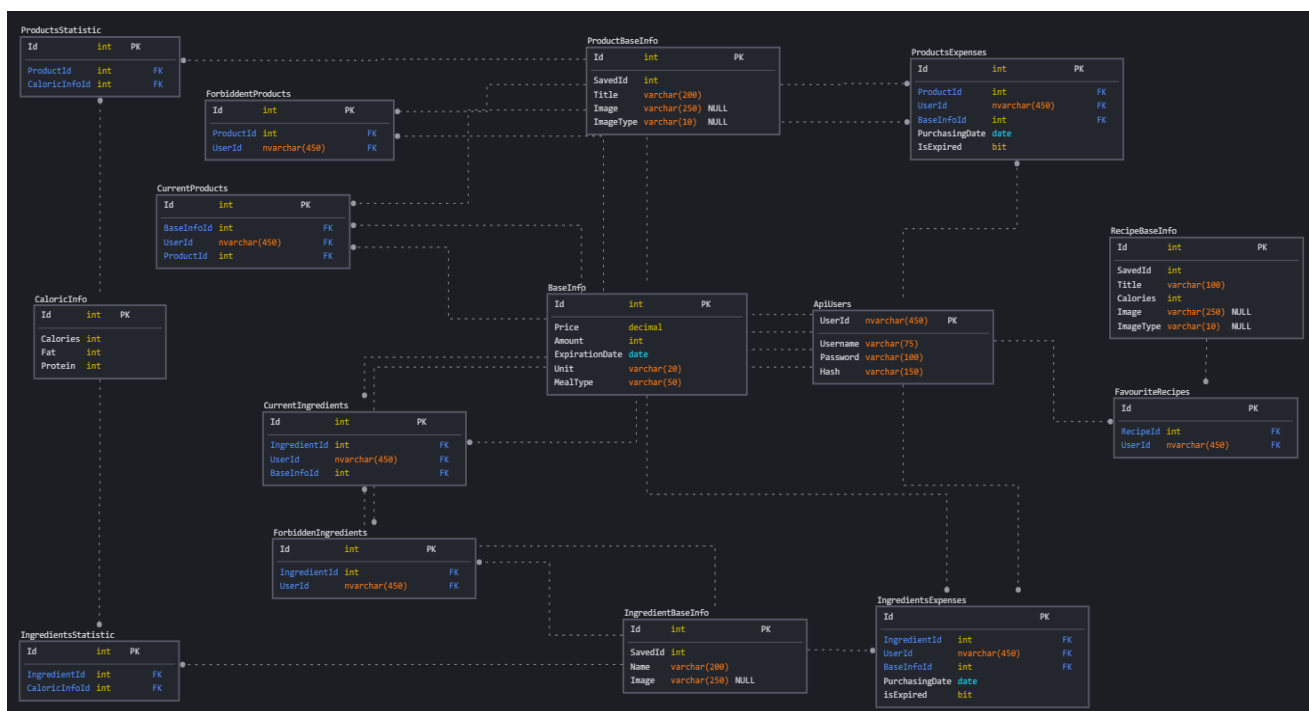 ProductsStatistic
Id int PK
ProductId int FK
CaloricInfoId int FK
ForbiddentProducts
Id int PK
ProductId int FK
UserId nvarchar(450) FK
ProductBaseInfo
Id int PK
SavedId int
Title varchar(200)
Image varchar(250) NULL
ImageType varchar(10) NULL
ProductsExpenses
Id int PK
ProductId int FK
UserId nvarchar(450) FK
BaseInfoId int FK
PurchasingDate date
IsExpired bit
CurrentProducts
Id int PK
BaseInfoId int FK
UserId nvarchar(450) FK
ProductId int FK
RecipeBaseInfo
Id int PK
SavedId int
Title varchar(100)
Calories int
Image varchar(250) NULL
ImageType varchar(10) NULL
CaloricInfo
Id int PK
Calories int
Fat int
Protein int
BaseInfo
Id int PK
Price decimal
Amount int
ExpirationDate date
Unit varchar(20)
MealType varchar(50)
ApiUsers
UserId nvarchar(450) PK
Username varchar(75)
Password varchar(100)
Hash varchar(150)
FavouriteRecipes
Id PK
RecipeId int FK
UserId nvarchar(450) FK
CurrentIngredients
Id int PK
IngredientId int FK
UserId nvarchar(450) FK
BaseInfoId int FK
ForbiddenIngredients
Id int PK
IngredientId int FK
UserId nvarchar(450) FK
IngredientBaseInfo
Id int PK
SavedId int
Name varchar(200)
Image varchar(250) NULL
IngredientsExpenses
Id PK
IngredientId int FK
UserId nvarchar(450) FK
BaseInfoId int FK
PurchasingDate date
isExpired bit
IngredientsStatistic
Id int PK
IngredientId int FK
CaloricInfoId int FK